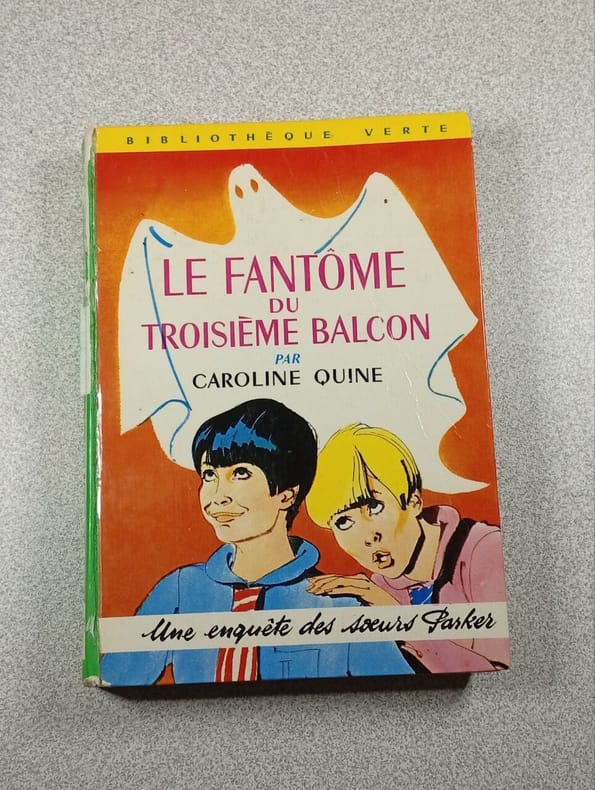 BIBLIOTHÈQUE VERTE
LE FANTÔME
DU
TROISIÈME BALCON
PAR
CAROLINE QUINE
Une enquête des sœurs Parker